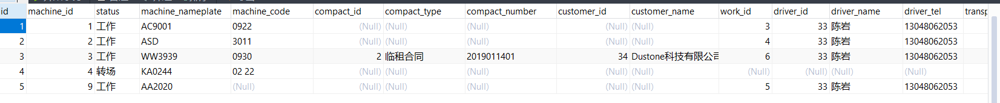 id machine_id status machine_nameplate machine_code compact_id compact_type compact_number customer_id customer_name work_id driver_id driver_name driver_tel transp
1 1 工作 AC9001 0922 (Null) (Null) (Null) (Null) (Null) 3 33 陈岩 13048062053
2 2 工作 ASD 3011 (Null) (Null) (Null) (Null) (Null) 4 33 陈岩 13048062053
3 3 工作 WW3939 0930 2 临租合同 2019011401 34 Dustone科技有限公司 6 33 陈岩 13048062053
4 4 转场 KA0244 02 22 (Null) (Null) (Null) (Null) (Null) (Null) (Null) (Null) (Null)
5 9 工作 AA2020 (Null) (Null) (Null) (Null) (Null) (Null) 5 33 陈岩 13048062053